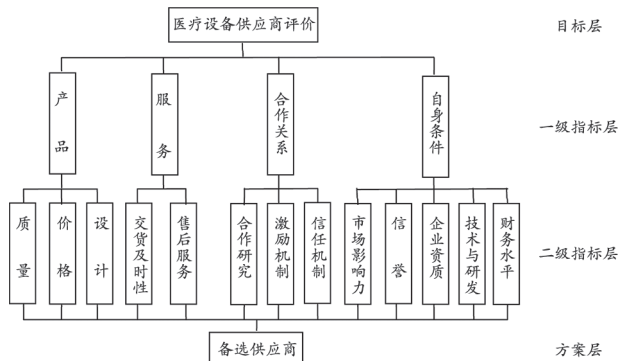 医疗设备供应商评价
目标层
产品
服务
合作关系
自身条件
一级指标层
质量
价格
设计
交货及时性
售后服务
合作研究
激励机制
信任机制
市场影响力
信誉
企业资质
技术与研发
财务水平
二级指标层
备选供应商
方案层